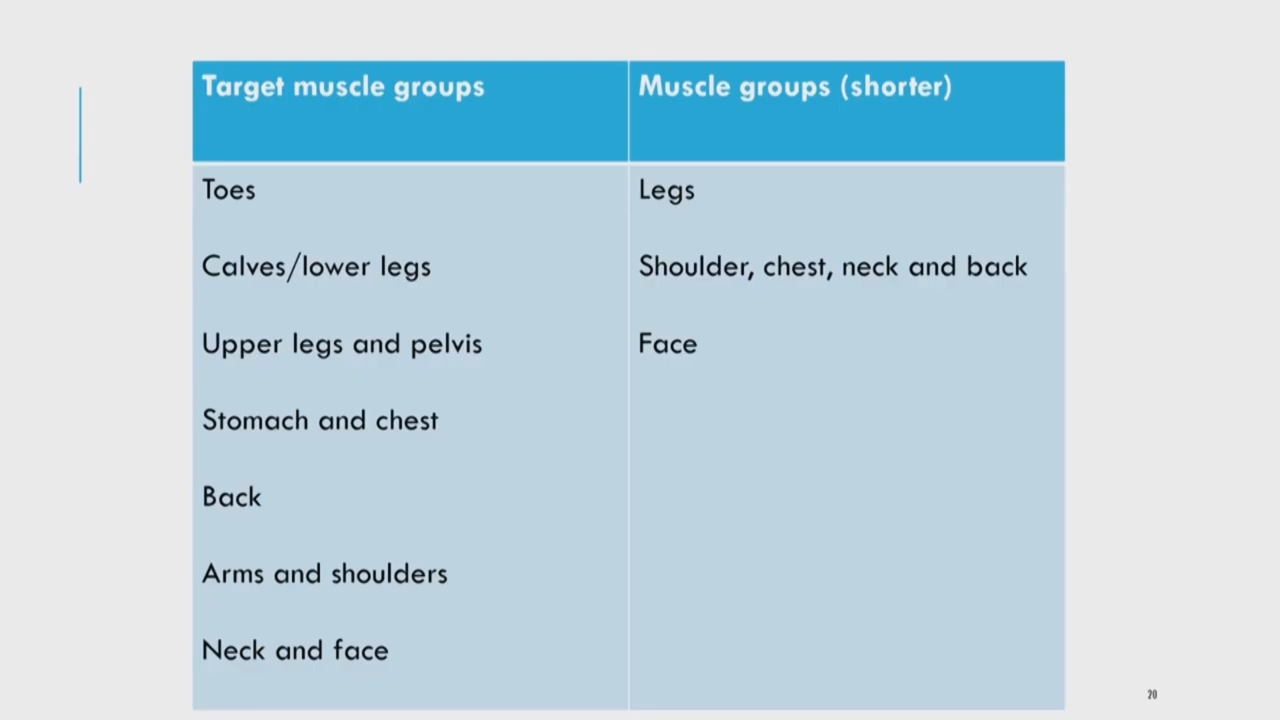 Target muscle groups
Muscle groups (shorter)
Toes
Legs
Calves/lower legs
Shoulder, chest, neck and back
Upper legs and pelvis
Face
Stomach and chest
Back
Arms and shoulders
Neck and face
20